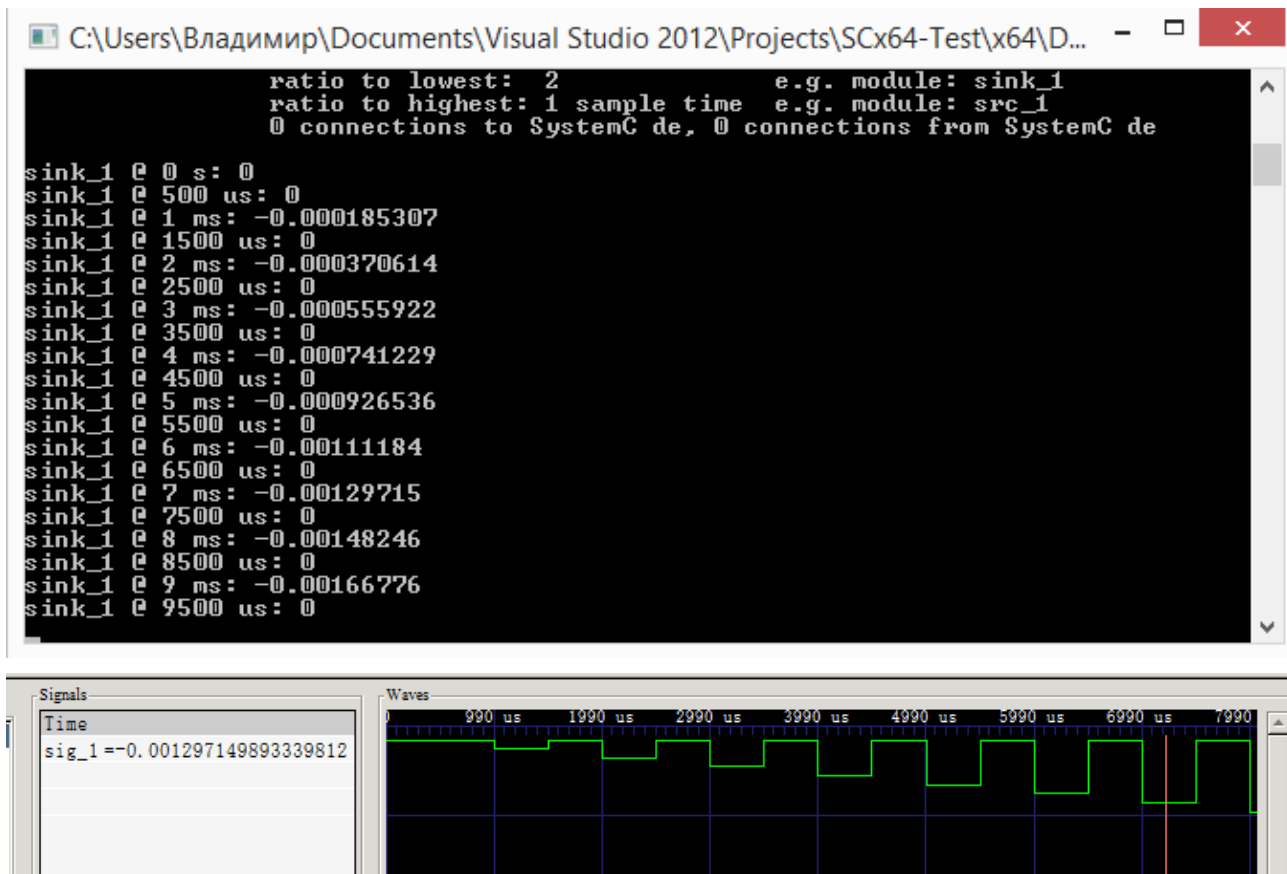 C:\Users\Владимир\Documents\Visual Studio 2012\Projects\SCx64-Test\x64\D...
ratio to lowest: 2 e.g. module: sink_1
ratio to highest: 1 sample time e.g. module: src_1
0 connections to SystemC de, 0 connections from SystemC de
sink_1 @ 0 s: 0
sink_1 @ 500 us: 0
sink_1 @ 1 ms: -0.000185307
sink_1 @ 1500 us: 0
sink_1 @ 2 ms: -0.000370614
sink_1 @ 2500 us: 0
sink_1 @ 3 ms: -0.000555922
sink_1 @ 3500 us: 0
sink_1 @ 4 ms: -0.000741229
sink_1 @ 4500 us: 0
sink_1 @ 5 ms: -0.000926536
sink_1 @ 5500 us: 0
sink_1 @ 6 ms: -0.00111184
sink_1 @ 6500 us: 0
sink_1 @ 7 ms: -0.00129715
sink_1 @ 7500 us: 0
sink_1 @ 8 ms: -0.00148246
sink_1 @ 8500 us: 0
sink_1 @ 9 ms: -0.00166776
sink_1 @ 9500 us: 0
Signals
Time
sig_1 =-0.001297149893339812
Waves
990 us 1990 us 2990 us 3990 us 4990 us 5990 us 6990 us 7990